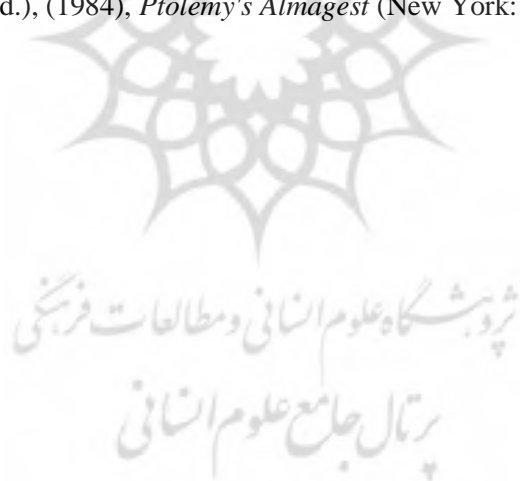 d.), (1984), Ptolemy's Almagest (New York:
پژوهشگاه علوم انسانی و مطالعات فرهنگی
پرتال جامع علوم انسانی